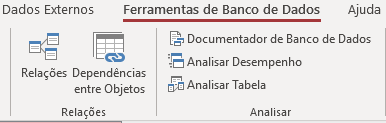 Dados Externos Ferramentas de Banco de Dados Ajuda
Relações
Dependências
entre Objetos
Relações
Documentador de Banco de Dados
Analisar Desempenho
Analisar Tabela
Analisar